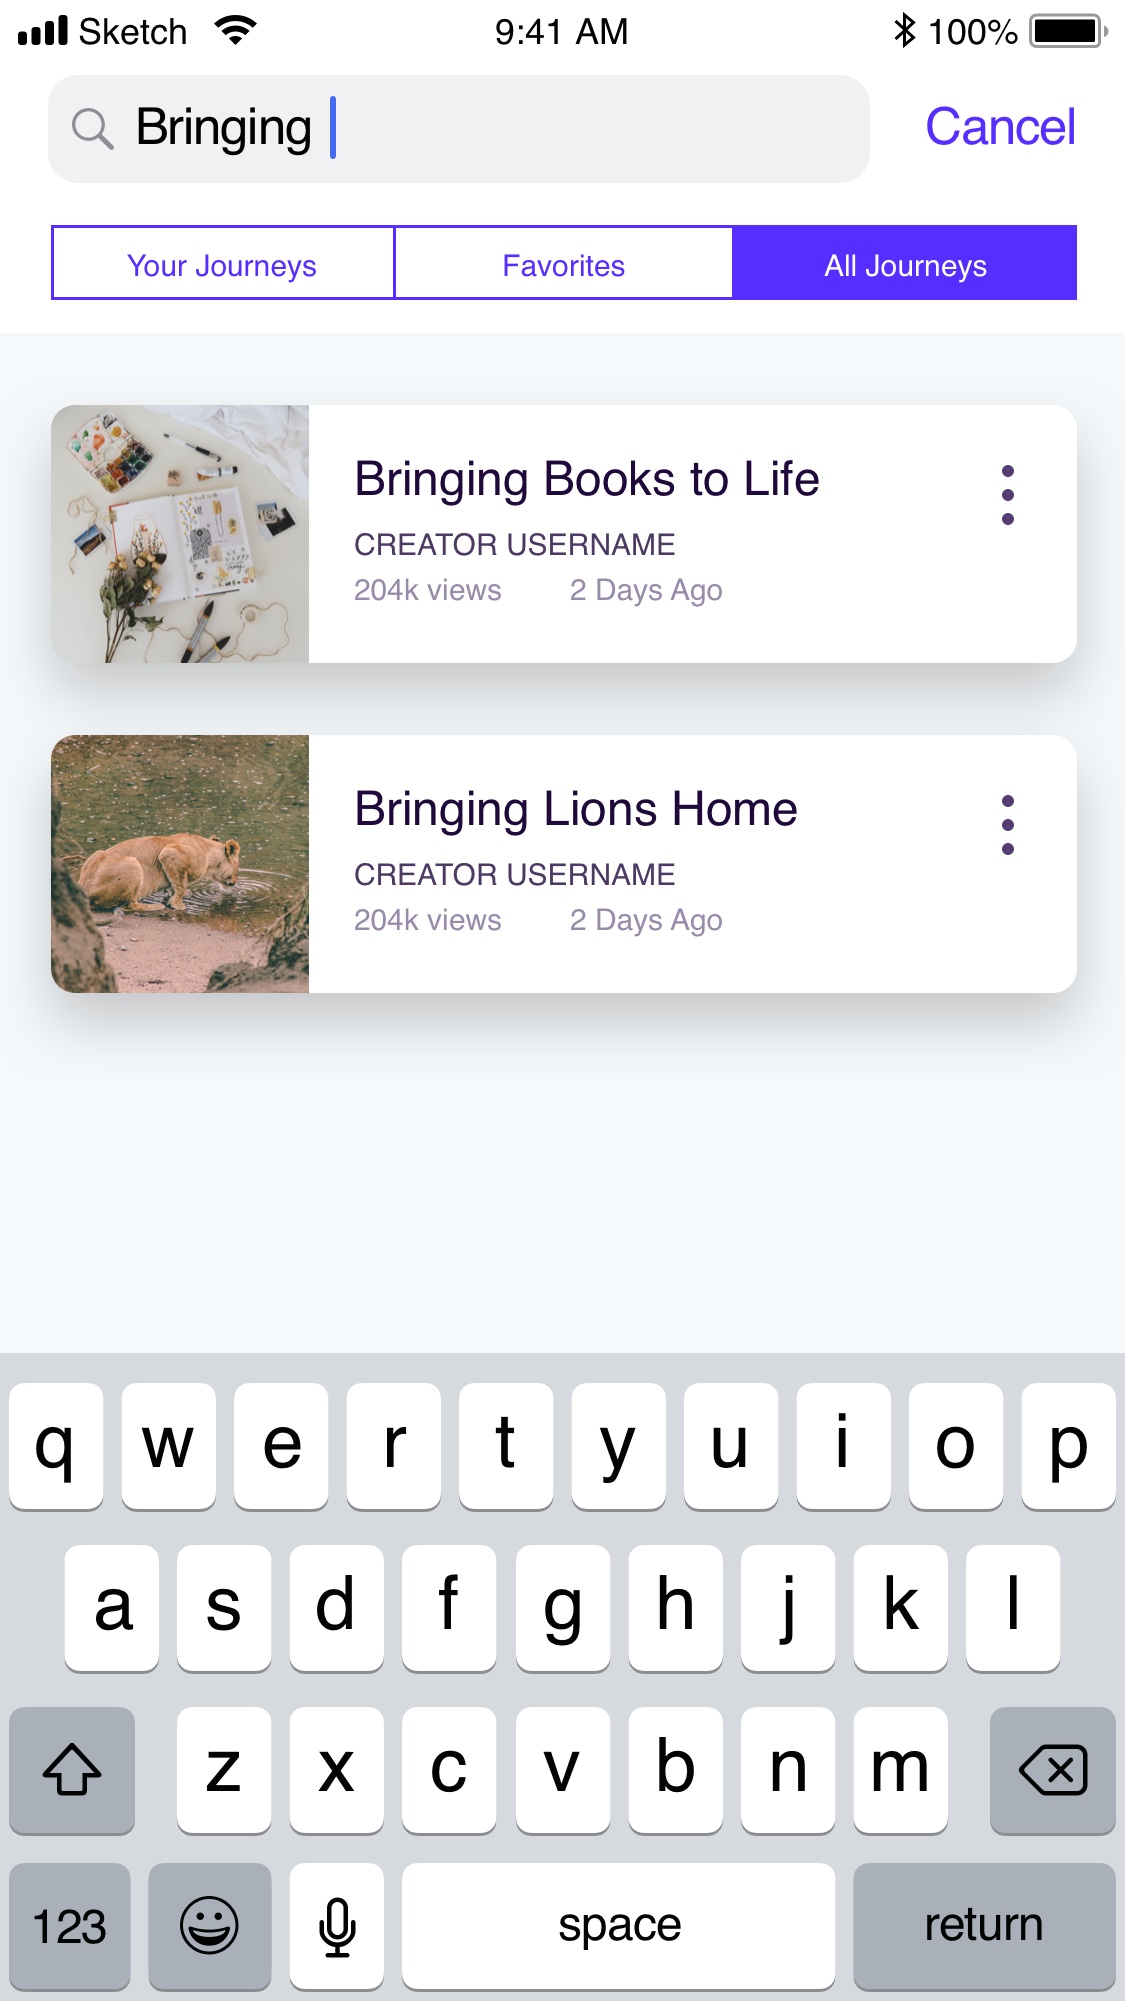 Sketch 9:41 AM 100%
Bringing Cancel
Your Journeys Favorites All Journeys
Bringing Books to Life
CREATOR USERNAME
204k views 2 Days Ago
Bringing Lions Home
CREATOR USERNAME
204k views 2 Days Ago
q w e r t y u i o p
a s d f g h j k l
z x c v b n m
123 space return